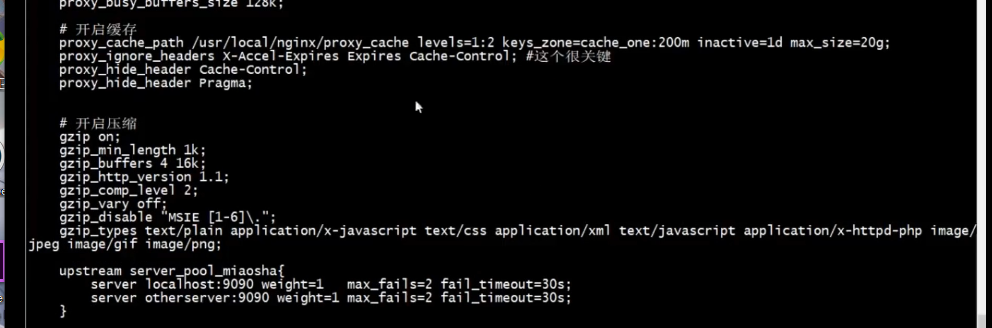 proxy_busy_buffers_size 128k;
# 开启缓存
proxy_cache_path /usr/local/nginx/proxy_cache levels=1:2 keys_zone=cache_one:200m inactive=1d max_size=20g;
proxy_ignore_headers X-Accel-Expires Expires Cache-Control; #这个很关键
proxy_hide_header Cache-Control;
proxy_hide_header Pragma;
# 开启压缩
gzip on;
gzip_min_length 1k;
gzip_buffers 4 16k;
gzip_http_version 1.1;
gzip_comp_level 2;
gzip_vary off;
gzip_disable "MSIE [1-6]\.";
gzip_types text/plain application/x-javascript text/css application/xml text/javascript application/x-httpd-php image/
jpeg image/gif image/png;
upstream server_pool_miaosha{
server localhost:9090 weight=1 max_fails=2 fail_timeout=30s;
server otherserver:9090 weight=1 max_fails=2 fail_timeout=30s;
}